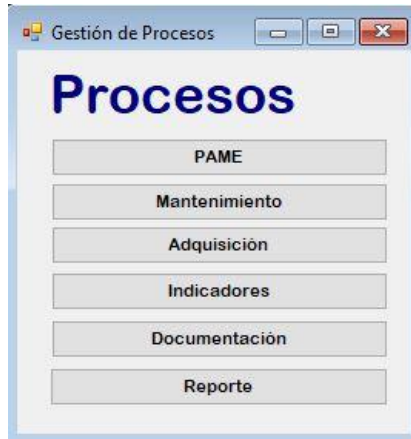 Gestión de Procesos
Procesos
PAME
Mantenimiento
Adquisición
Indicadores
Documentación
Reporte